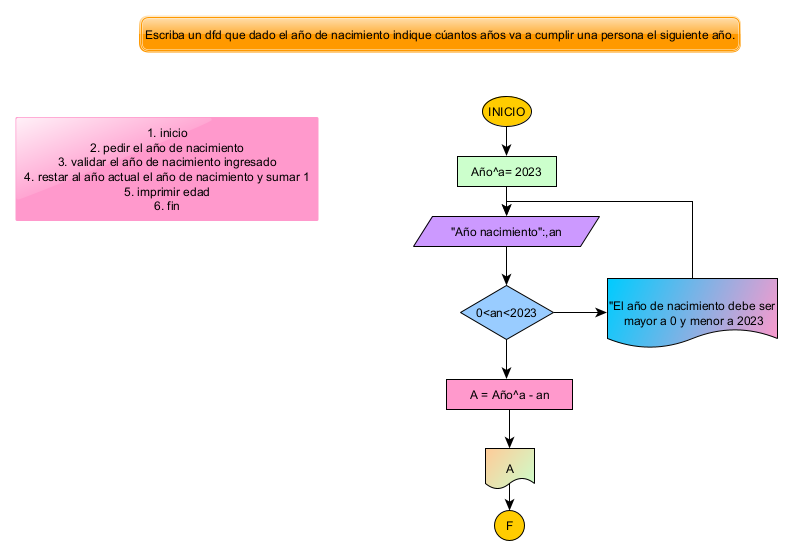 Escriba un dfd que dado el año de nacimiento indique cúantos años va a cumplir una persona el siguiente año.
1. inicio
2. pedir el año de nacimiento
3. validar el año de nacimiento ingresado
4. restar al año actual el año de nacimiento y sumar 1
5. imprimir edad
6. fin
INICIO
Año^a= 2023
"Año nacimiento":,an
0<an<2023
"El año de nacimiento debe ser
mayor a 0 y menor a 2023
A = Año^a - an
A
F